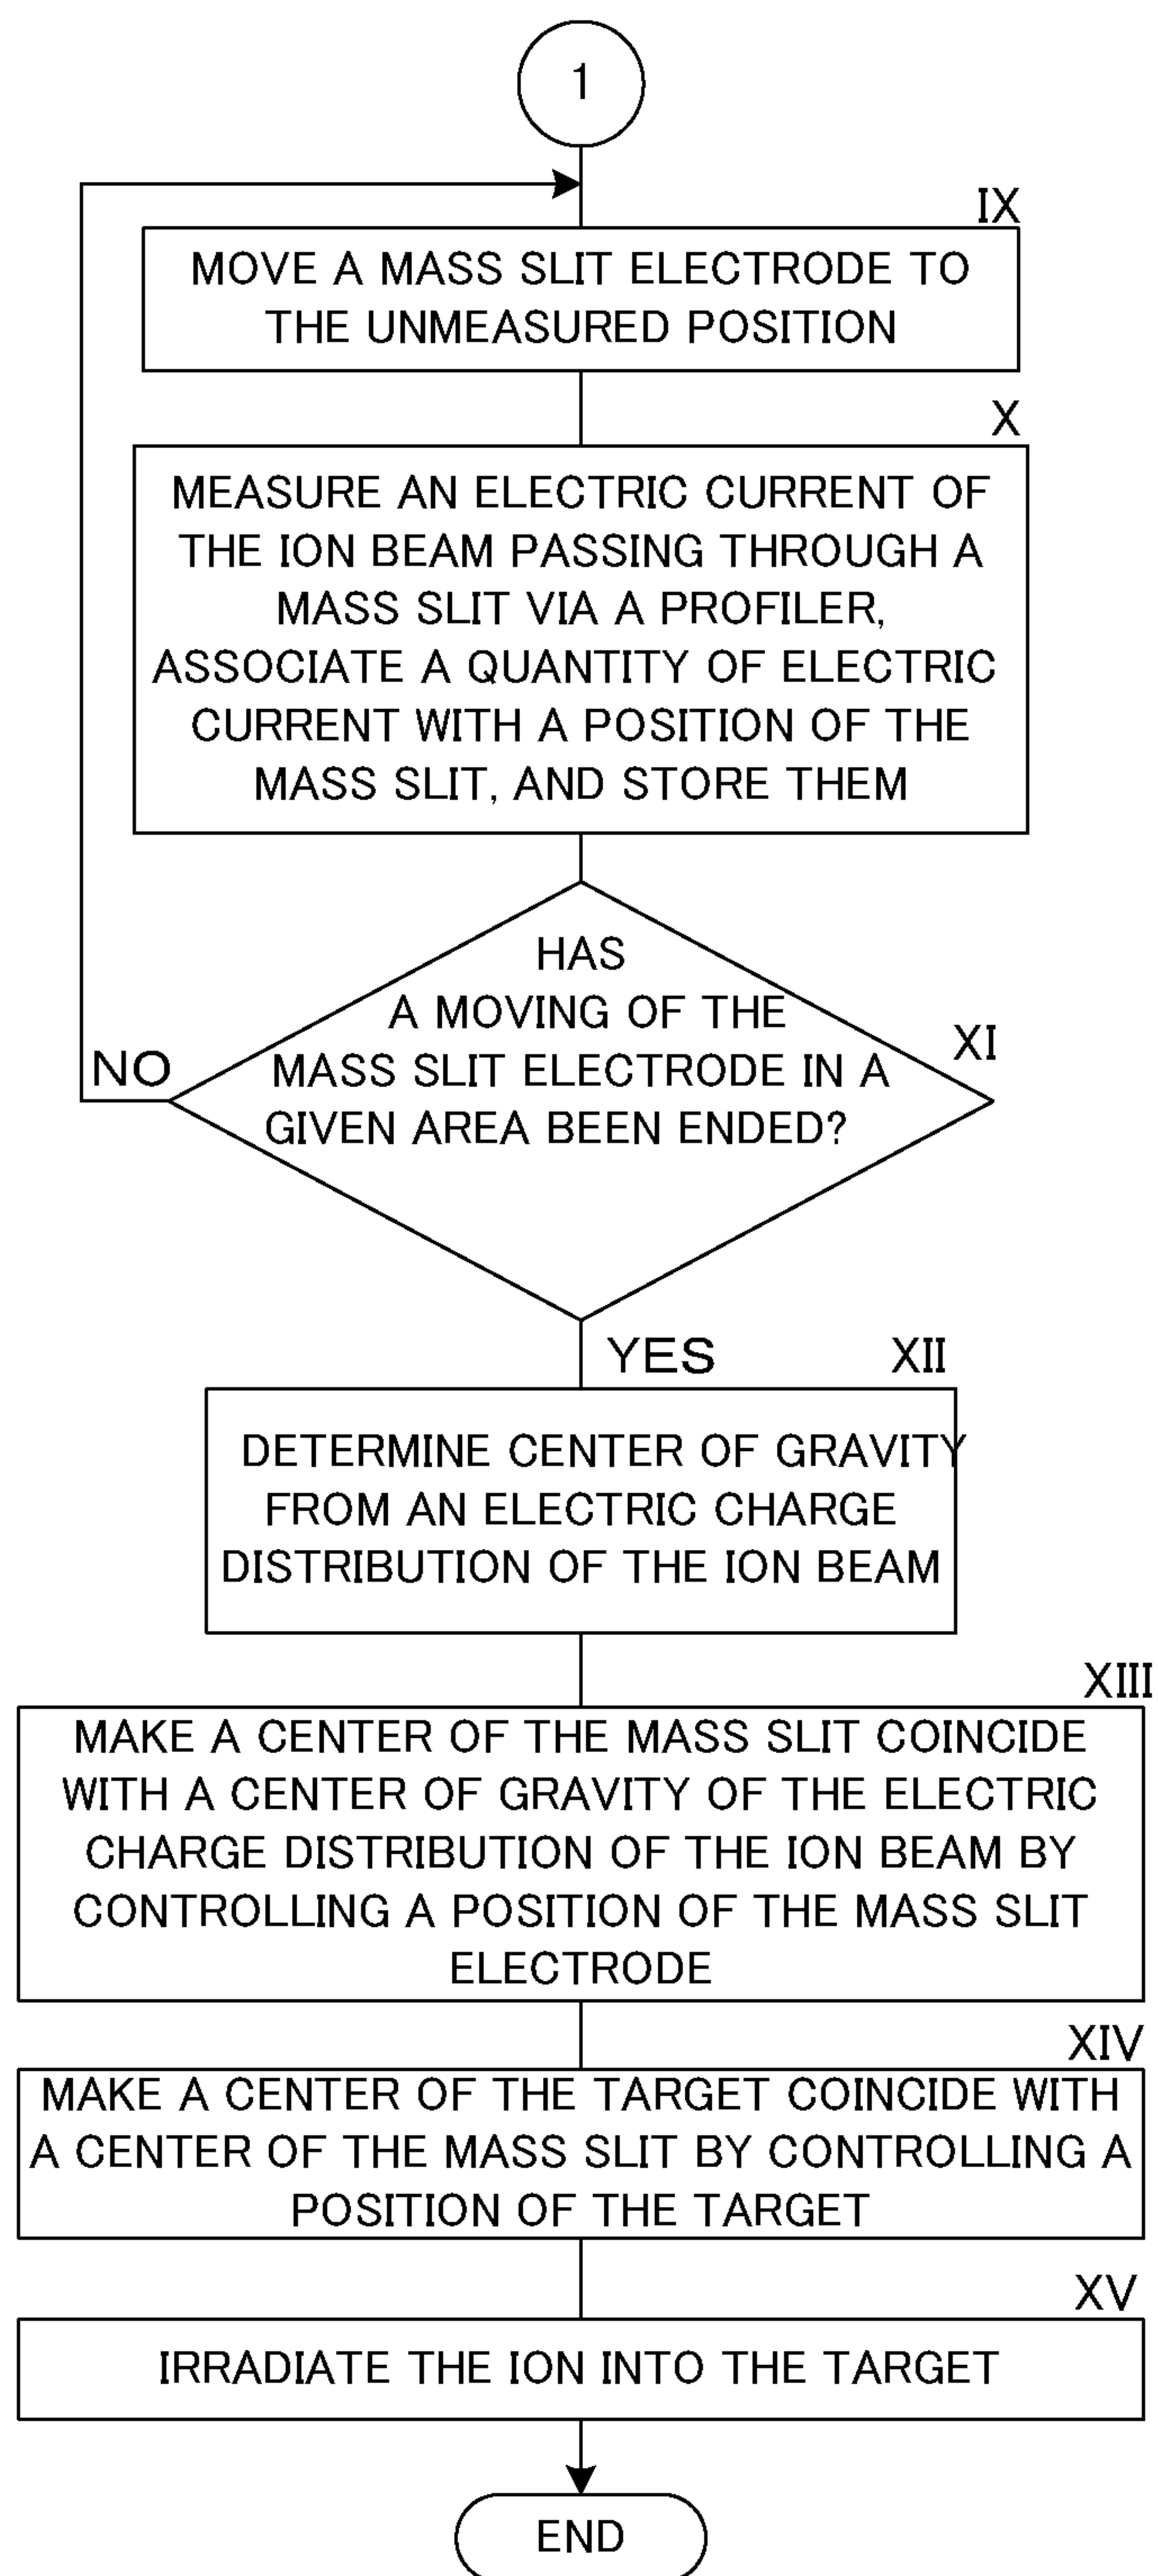 1
IX
MOVE A MASS SLIT ELECTRODE TO
THE UNMEASURED POSITION
X
MEASURE AN ELECTRIC CURRENT OF
THE ION BEAM PASSING THROUGH A
MASS SLIT VIA A PROFILER,
ASSOCIATE A QUANTITY OF ELECTRIC
CURRENT WITH A POSITION OF THE
MASS SLIT, AND STORE THEM
HAS
A MOVING OF THE
MASS SLIT ELECTRODE IN A
GIVEN AREA BEEN ENDED?
XI
NO
YES
XII
DETERMINE CENTER OF GRAVITY
FROM AN ELECTRIC CHARGE
DISTRIBUTION OF THE ION BEAM
XIII
MAKE A CENTER OF THE MASS SLIT COINCIDE
WITH A CENTER OF GRAVITY OF THE ELECTRIC
CHARGE DISTRIBUTION OF THE ION BEAM BY
CONTROLLING A POSITION OF THE MASS SLIT
ELECTRODE
XIV
MAKE A CENTER OF THE TARGET COINCIDE WITH
A CENTER OF THE MASS SLIT BY CONTROLLING A
POSITION OF THE TARGET
XV
IRRADIATE THE ION INTO THE TARGET
END